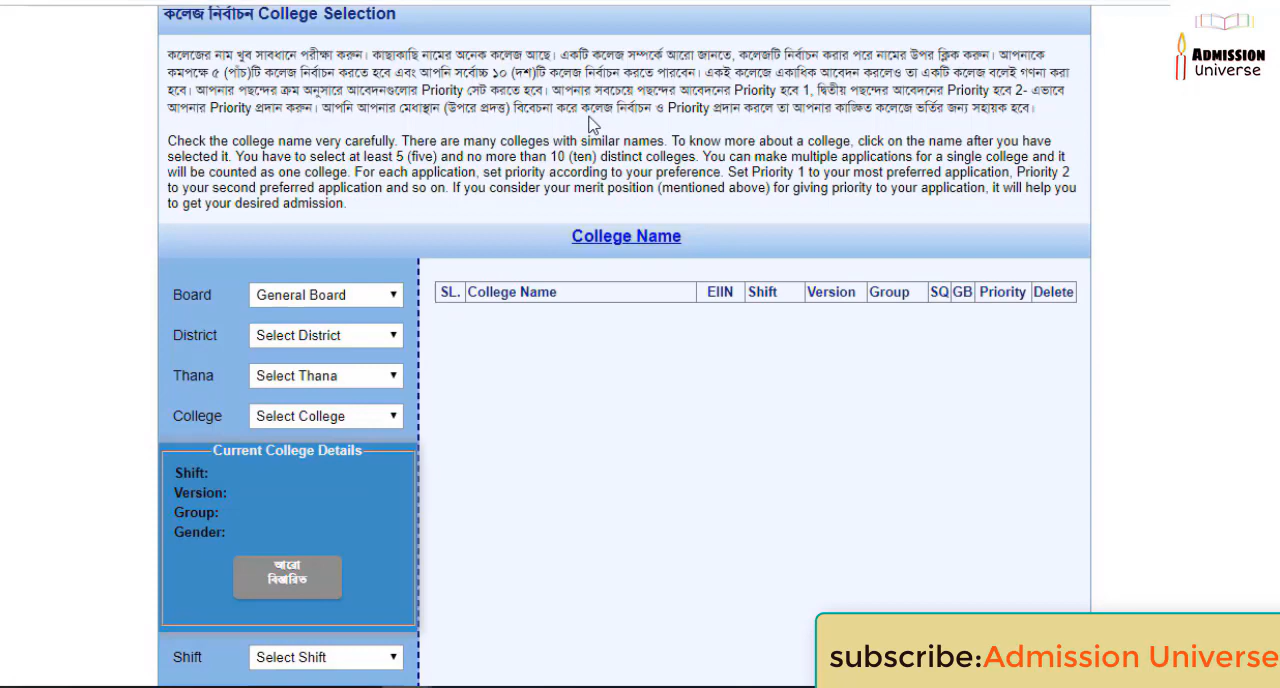 কলেজ নির্বাচন College Selection
ADMISSION
Universe
কলেজের নাম খুব সাবধানে পরীক্ষা করুন। কাছাকাছি নামের অনেক কলেজ আছে। একটি কলেজ সম্পর্কে আরো জানতে, কলেজটি নির্বাচন করার পরে নামের উপর ক্লিক করুন। আপনাকে
কমপক্ষে ৫ (পাঁচ)টি কলেজ নির্বাচন করতে হবে এবং আপনি সর্বোচ্চ ১০ (দশ)টি কলেজ নির্বাচন করতে পারবেন। একই কলেজে একাধিক আবেদন করলেও তা একটি কলেজ বলেই গণনা করা
হবে। আপনার পছন্দের ক্রম অনুসারে আবেদনগুলোর Priority সেট করতে হবে। আপনার সবচেয়ে পছন্দের আবেদনের Priority হবে 1, দ্বিতীয় পছন্দের আবেদনের Priority হবে 2- এভাবে
আপনার Priority প্রদান করুন। আপনি আপনার মেধাস্থান (উপরে প্রদত্ত) বিবেচনা করে কলেজ নির্বাচন ও Priority প্রদান করলে তা আপনার কাঙ্ক্ষিত কলেজে ভর্তির জন্য সহায়ক হবে।
Check the college name very carefully. There are many colleges with similar names. To know more about a college, click on the name after you have
selected it. You have to select at least 5 (five) and no more than 10 (ten) distinct colleges. You can make multiple applications for a single college and it
will be counted as one college. For each application, set priority according to your preference. Set Priority 1 to your most preferred application, Priority 2
to your second preferred application and so on. If you consider your merit position (mentioned above) for giving priority to your application, it will help you
to get your desired admission.
College Name
Board General Board
District Select District
Thana Select Thana
College Select College
Current College Details
Shift:
Version:
Group:
Gender:
আরো
বিস্তারিত
Shift Select Shift
SL. College Name EIIN Shift Version Group SQ GB Priority Delete
subscribe:Admission Universe